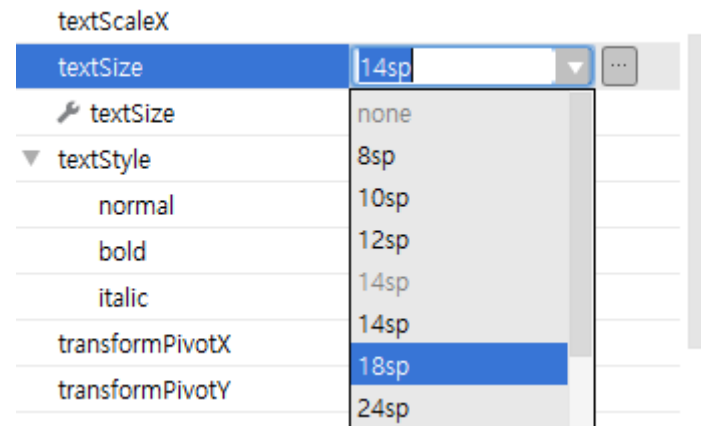 textScaleX
textSize 14sp ...
textSize none
textStyle 8sp
normal 10sp
bold 12sp
italic 14sp
14sp
transformPivotX 18sp
transformPivotY 24sp